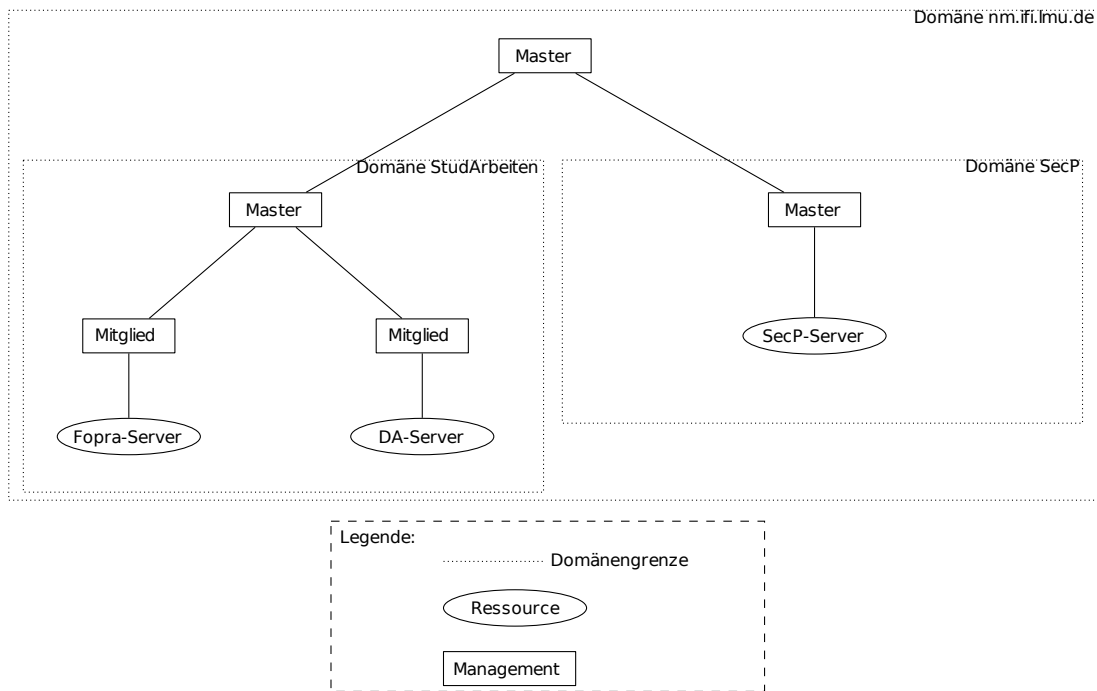 Domäne nm.ifi.lmu.de
Master
Domäne StudArbeiten
Domäne SecP
Master
Master
Mitglied
Mitglied
SecP-Server
Fopra-Server
DA-Server
Legende:
Domänengrenze
Ressource
Management